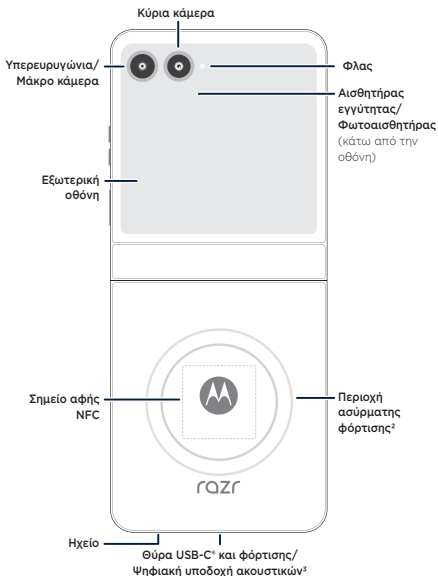 Κύρια κάμερα
Υπερευρυγώνια/
Μάκρο κάμερα
Φλας
Αισθητήρας
εγγύτητας/
Φωτοαισθητήρας
(κάτω από την
οθόνη)
Εξωτερική
οθόνη
Σημείο αφής
NFC
Περιοχή
ασύρματης
φόρτισης²
razr
Ηχείο
Θύρα USB-C® και φόρτισης/
Ψηφιακή υποδοχή ακουστικών³